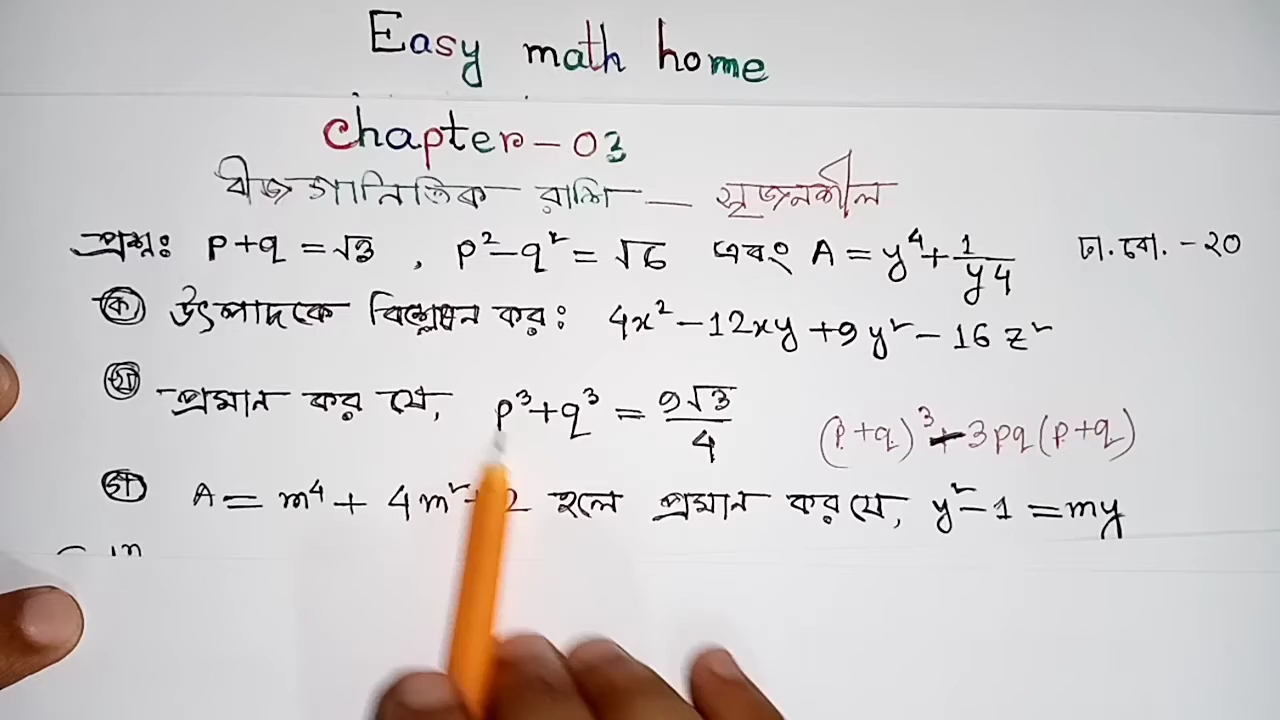 Easy math home
chapter-03
বীজগানিতিক রাশি — সৃজনশীল
প্রশ্নঃ p+q = √3 , p² - q² = √6 এবং A = y⁴ + 1/y4 ঢা.বো. - ২০
ক উৎপাদকে বিশ্লেষন করঃ 4x² - 12xy + 9y² - 16z²
খ প্রমান কর যে, p³ + q³ = 9√3/4 (p+q)³ - 3pq(p+q)
গ A = m⁴ + 4m² + 2 হলে প্রমান কর যে, y² - 1 = my